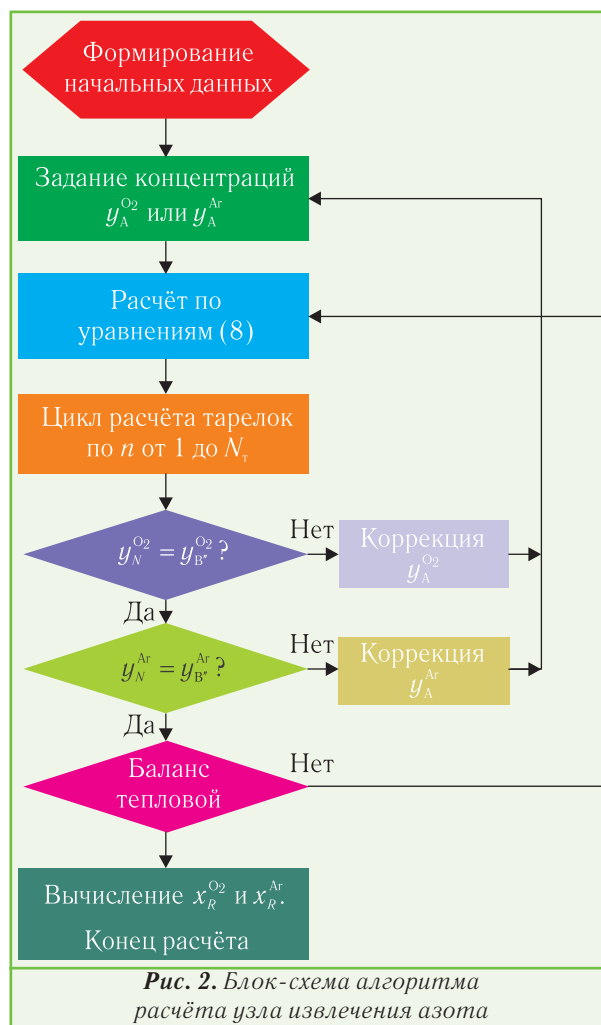 Формирование
начальных данных
Задание концентраций
y_A^{O2} или y_A^{Ar}
Расчёт по
уравнениям (8)
Цикл расчёта тарелок
по n от 1 до N_т
y_N^{O2} = y_{B″}^{O2} ?
Нет
Коррекция
y_A^{O2}
Да
y_N^{Ar} = y_{B″}^{Ar} ?
Нет
Коррекция
y_A^{Ar}
Да
Баланс
тепловой
Нет
Вычисление x_R^{O2} и x_R^{Ar}.
Конец расчёта
Рис. 2. Блок-схема алгоритма
расчёта узла извлечения азота